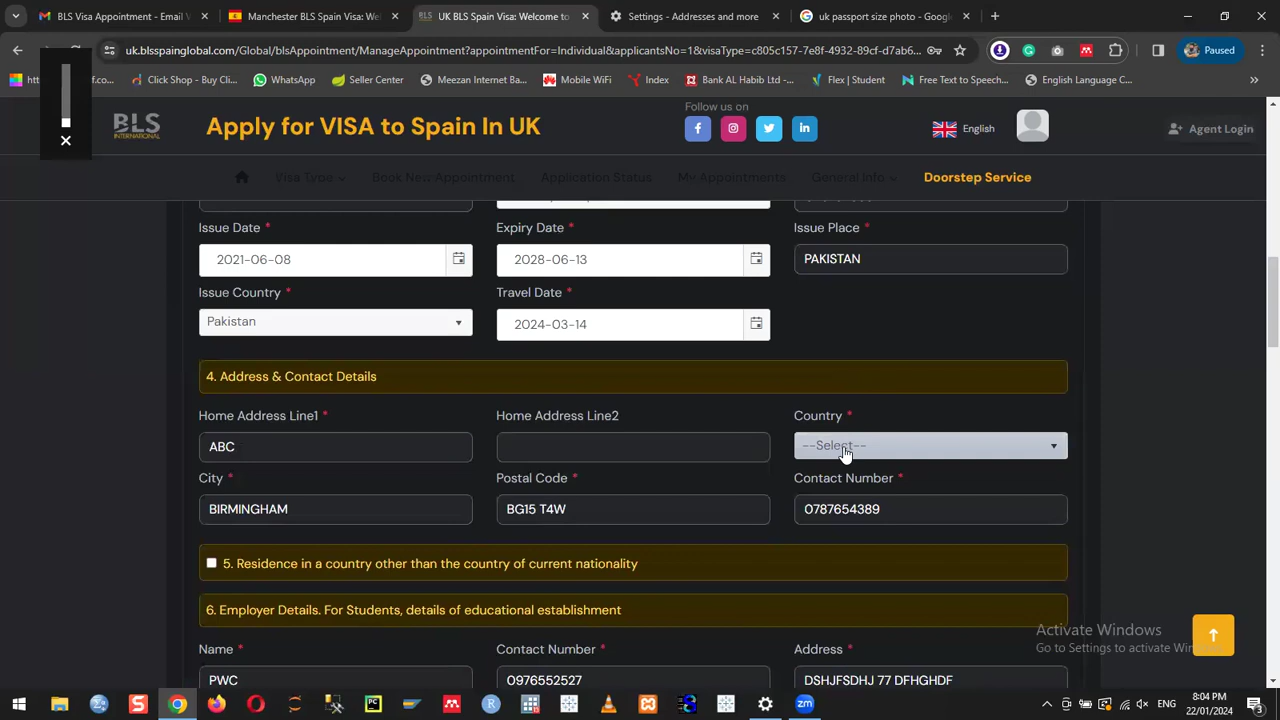 BLS Visa Appointment - Email V
Manchester BLS Spain Visa: We
UK BLS Spain Visa: Welcome to
Settings - Addresses and more
uk passport size photo - Google
uk.blsspainglobal.com/Global/blsAppointment/ManageAppointment?appointmentFor=Individual&applicantsNo=1&visaType=c805c157-7e8f-4932-89cf-d7ab6...
Paused
Click Shop - Buy Cli...
WhatsApp
Seller Center
Meezan Internet Ba...
Mobile WiFi
Index
Bank AL Habib Ltd -...
Flex | Student
Free Text to Speech...
English Language C...
BLS
INTERNATIONAL
Apply for VISA to Spain In UK
Follow us on
English
Agent Login
Visa Type
Book New Appointment
Application Status
My Appointments
General Info
Doorstep Service
Issue Date *
Expiry Date *
Issue Place *
2021-06-08
2028-06-13
PAKISTAN
Issue Country *
Travel Date *
Pakistan
2024-03-14
4. Address & Contact Details
Home Address Line1 *
Home Address Line2
Country *
ABC
--Select--
City *
Postal Code *
Contact Number *
BIRMINGHAM
BG15 T4W
0787654389
5. Residence in a country other than the country of current nationality
6. Employer Details. For Students, details of educational establishment
Activate Windows
Go to Settings to activate Win
Name *
Contact Number *
Address *
PWC
0976552527
DSHJFSDHJ 77 DFHGHDF
ENG
8:04 PM
22/01/2024